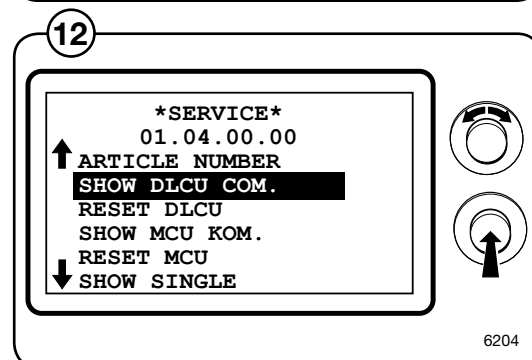 12
*SERVICE*
01.04.00.00
ARTICLE NUMBER
SHOW DLCU COM.
RESET DLCU
SHOW MCU KOM.
RESET MCU
SHOW SINGLE
6204